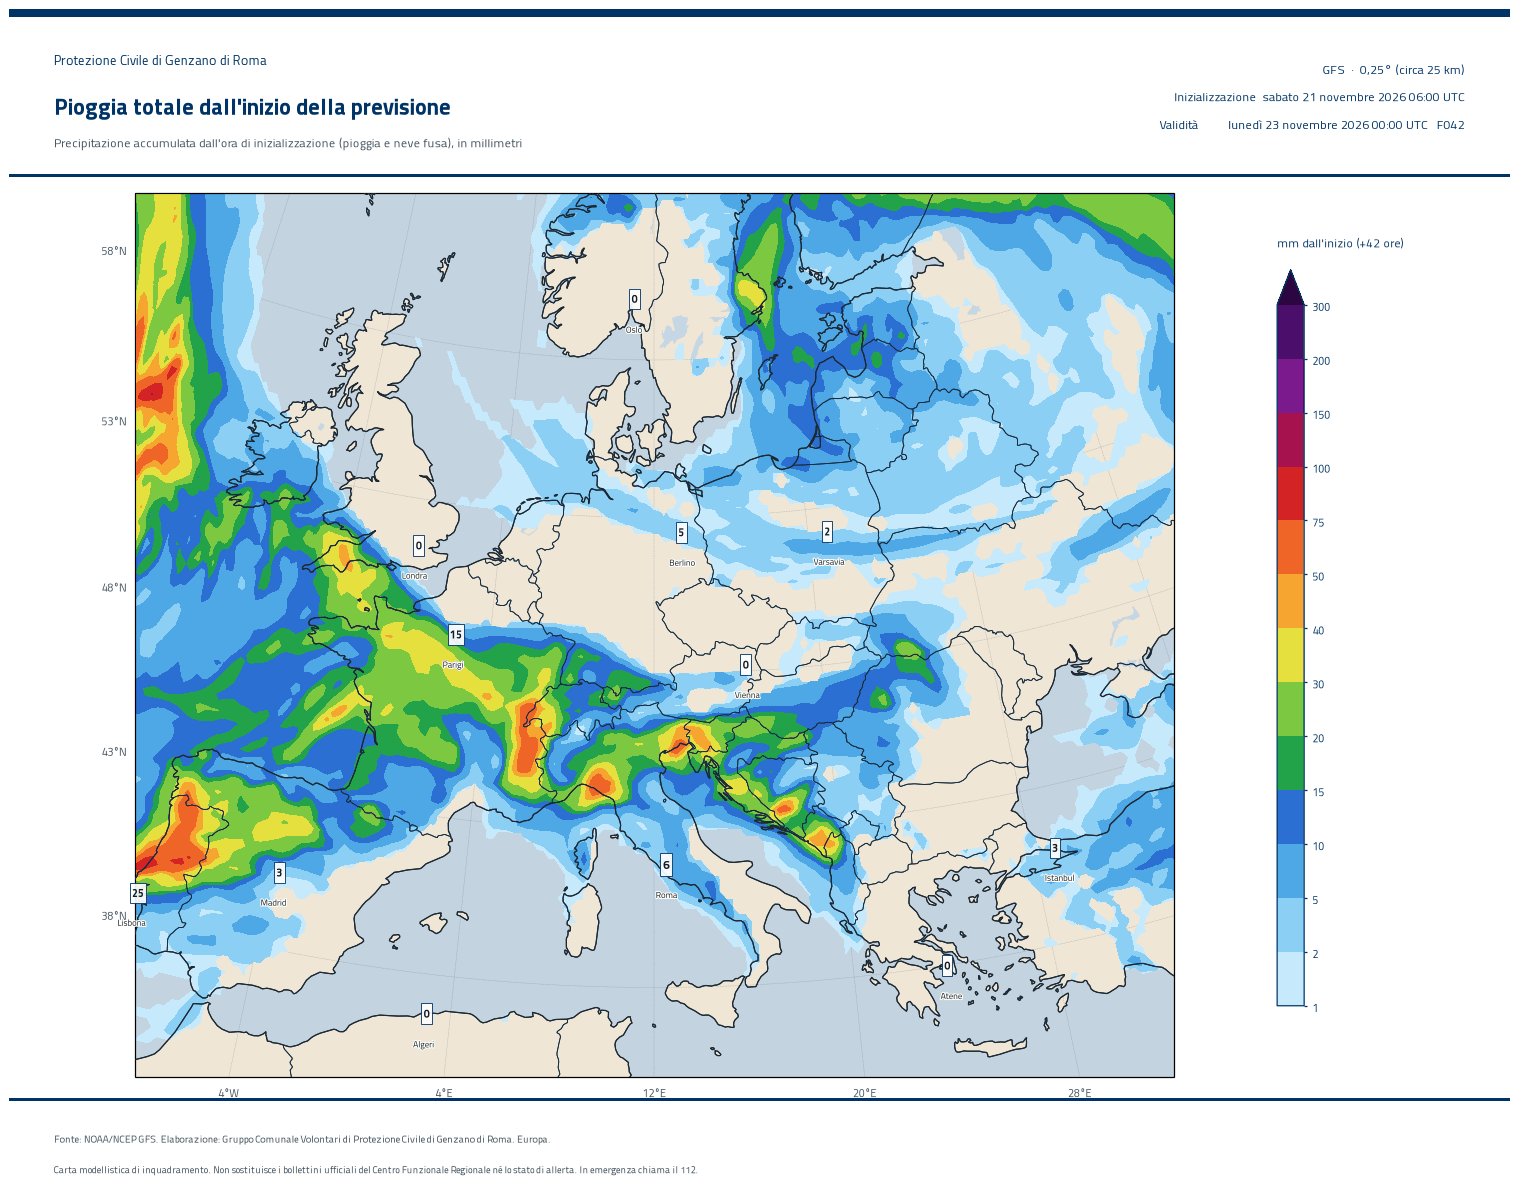 Protezione Civile di Genzano di Roma
Pioggia totale dall'inizio della previsione
Precipitazione accumulata dall'ora di inizializzazione (pioggia e neve fusa), in millimetri
GFS · 0,25° (circa 25 km)
Inizializzazione sabato 21 novembre 2026 06:00 UTC
Validità lunedì 23 novembre 2026 00:00 UTC F042
mm dall'inizio (+42 ore)
300
200
150
100
75
50
40
30
20
15
10
5
2
1
58°N
53°N
48°N
43°N
38°N
4°W
4°E
12°E
20°E
28°E
0
Oslo
0
Londra
5
Berlino
2
Varsavia
15
Parigi
0
Vienna
3
Madrid
25
Lisbona
6
Roma
3
Istanbul
0
Atene
0
Algeri
Fonte: NOAA/NCEP GFS. Elaborazione: Gruppo Comunale Volontari di Protezione Civile di Genzano di Roma. Europa.
Carta modellistica di inquadramento. Non sostituisce i bollettini ufficiali del Centro Funzionale Regionale né lo stato di allerta. In emergenza chiama il 112.